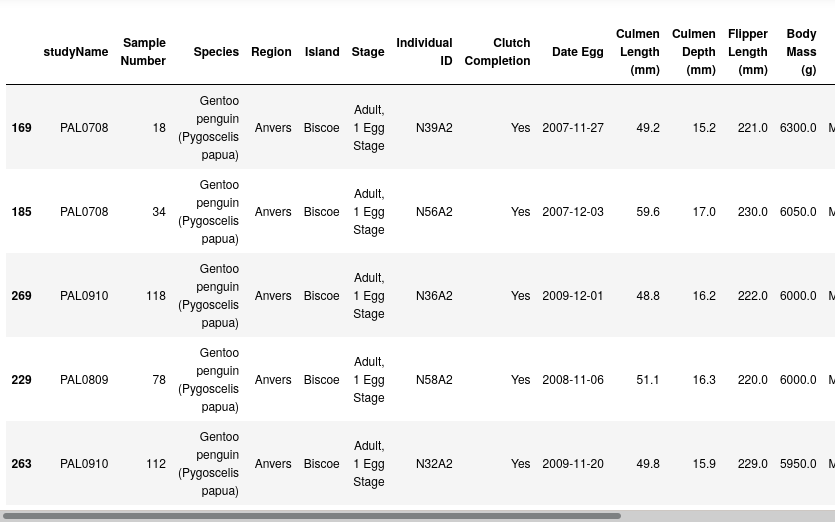 studyName Sample Number Species Region Island Stage Individual ID Clutch Completion Date Egg Culmen Length (mm) Culmen Depth (mm) Flipper Length (mm) Body Mass (g)
169 PAL0708 18 Gentoo penguin (Pygoscelis papua) Anvers Biscoe Adult, 1 Egg Stage N39A2 Yes 2007-11-27 49.2 15.2 221.0 6300.0 M
185 PAL0708 34 Gentoo penguin (Pygoscelis papua) Anvers Biscoe Adult, 1 Egg Stage N56A2 Yes 2007-12-03 59.6 17.0 230.0 6050.0 M
269 PAL0910 118 Gentoo penguin (Pygoscelis papua) Anvers Biscoe Adult, 1 Egg Stage N36A2 Yes 2009-12-01 48.8 16.2 222.0 6000.0 M
229 PAL0809 78 Gentoo penguin (Pygoscelis papua) Anvers Biscoe Adult, 1 Egg Stage N58A2 Yes 2008-11-06 51.1 16.3 220.0 6000.0 M
263 PAL0910 112 Gentoo penguin (Pygoscelis papua) Anvers Biscoe Adult, 1 Egg Stage N32A2 Yes 2009-11-20 49.8 15.9 229.0 5950.0 M